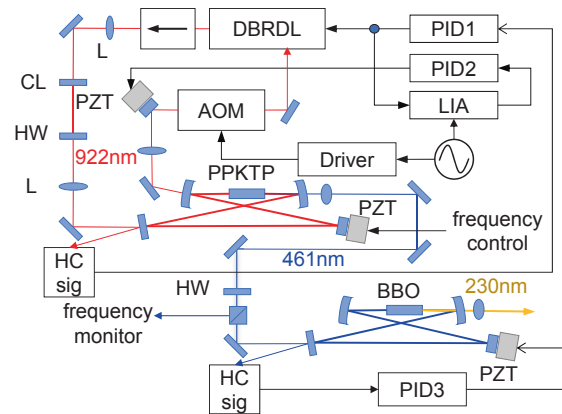 DBRDL
PID1
L
PID2
CL
PZT
AOM
LIA
HW
922nm
Driver
PPKTP
L
PZT
frequency
control
HC
sig
461nm
HW
BBO
230nm
frequency
monitor
PZT
HC
sig
PID3